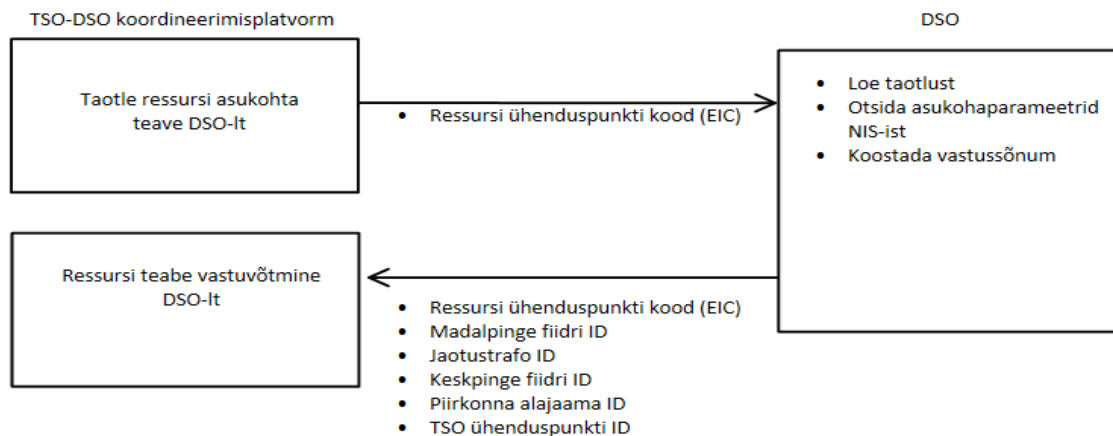 TSO-DSO koordineerimisplatvorm
Taotle ressursi asukohta
teave DSO-lt
• Ressursi ühenduspunkti kood (EIC)
DSO
• Loe taotlust
• Otsida asukohaparameetrid
NIS-ist
• Koostada vastussõnum
Ressursi teabe vastuvõtmine
DSO-lt
• Ressursi ühenduspunkti kood (EIC)
• Madalpinge fiidri ID
• Jaotustrafo ID
• Keskpinge fiidri ID
• Piirkonna alajaama ID
• TSO ühenduspunkti ID